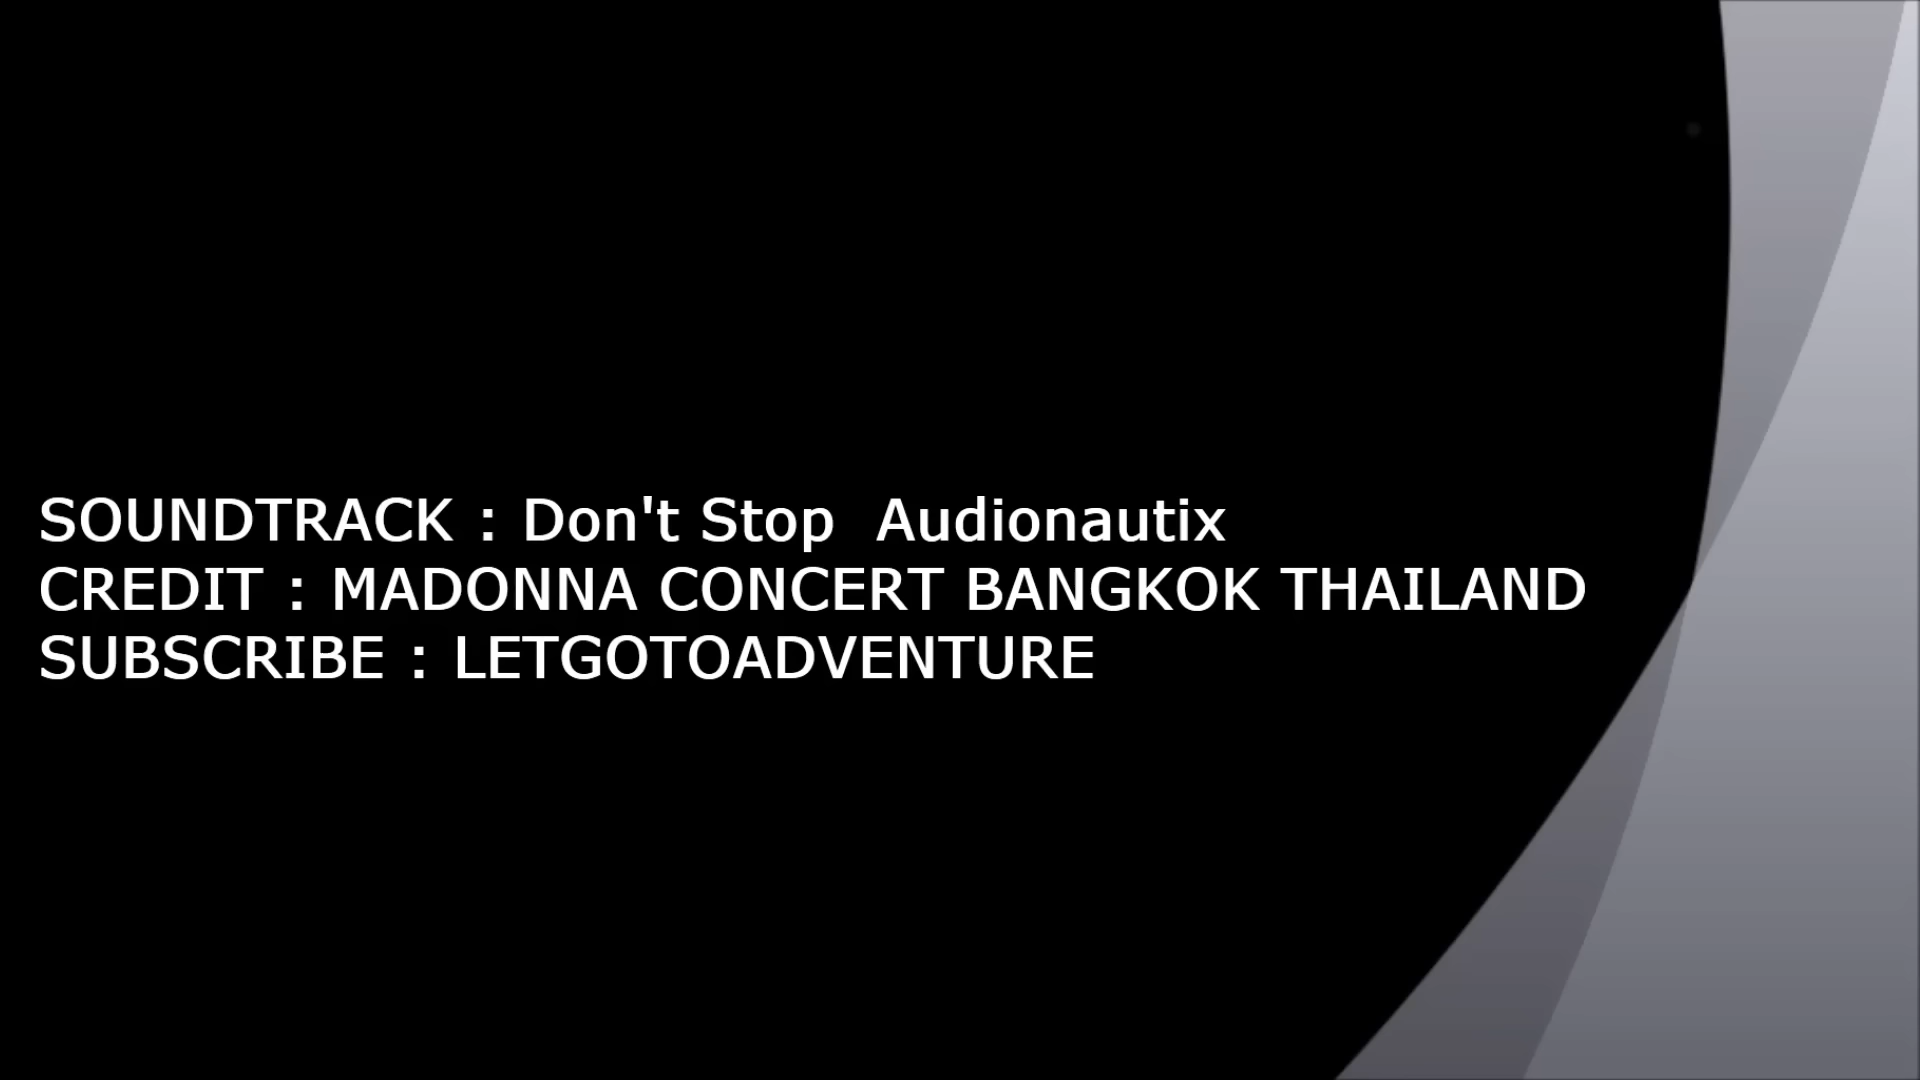 SOUNDTRACK : Don't Stop  Audionautix
CREDIT : MADONNA CONCERT BANGKOK THAILAND
SUBSCRIBE : LETGOTOADVENTURE